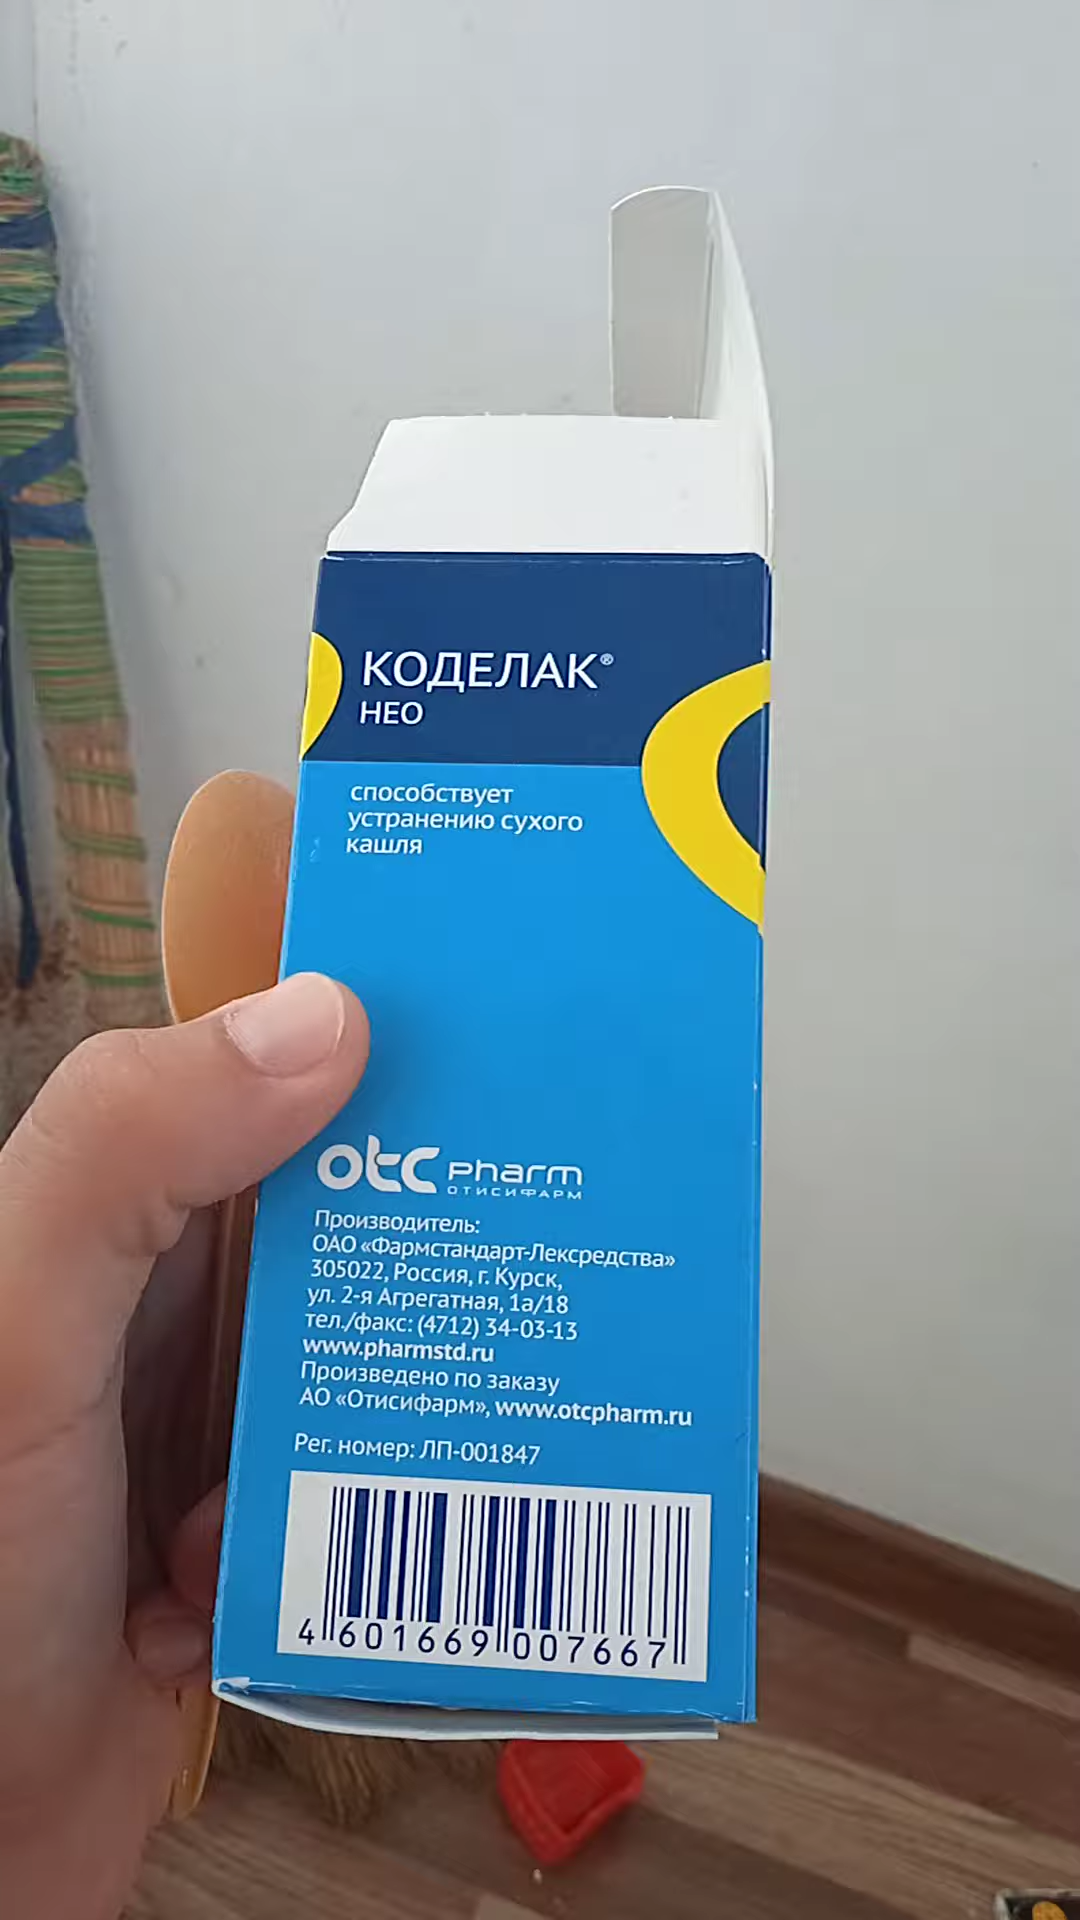 КОДЕЛАК®
НЕО
способствует
устранению сухого
кашля
otc pharm
ОТИСИФАРМ
Производитель:
ОАО «Фармстандарт-Лексредства»
305022, Россия, г. Курск,
ул. 2-я Агрегатная, 1а/18
тел./факс: (4712) 34-03-13
www.pharmstd.ru
Произведено по заказу
АО «Отисифарм», www.otcpharm.ru
Рег. номер: ЛП-001847
4 601669 007667